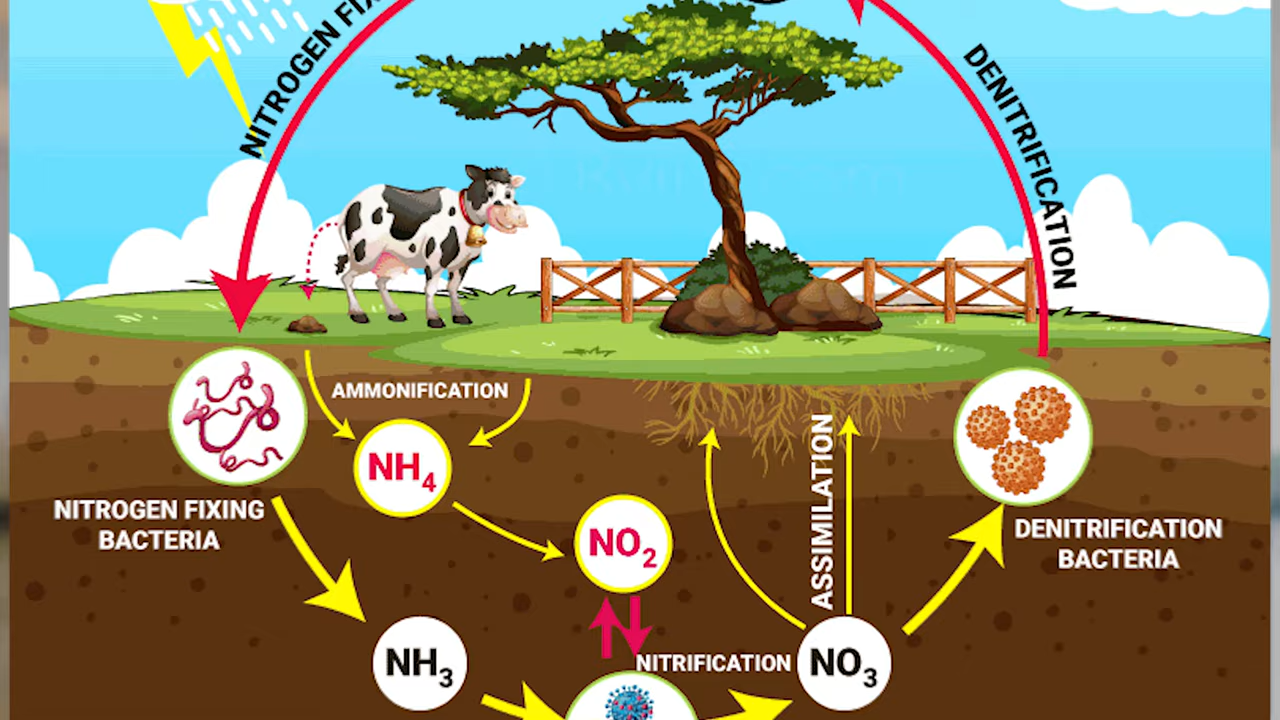 NITROGEN FIX
DENITRIFICATION
AMMONIFICATION
NH4
NITROGEN FIXING
BACTERIA
NO2
ASSIMILATION
DENITRIFICATION
BACTERIA
NH3
NITRIFICATION
NO3